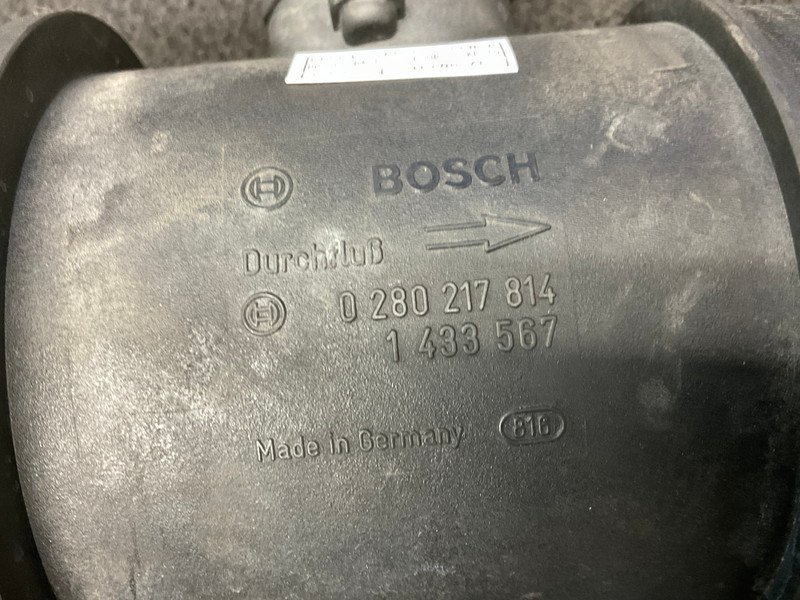 BOSCH
Durchfluß
0 280 217 814
1 433 567
Made in Germany 816